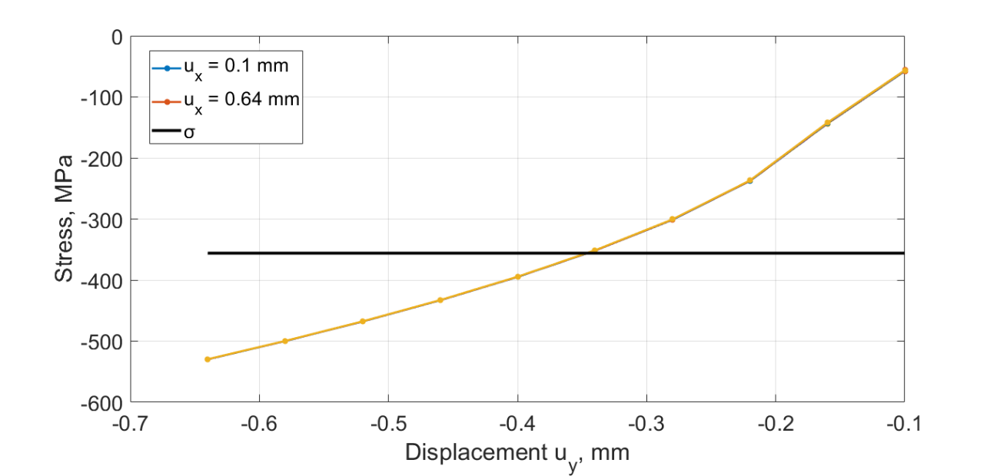 0
-100
-200
-300
-400
-500
-600
Stress, MPa
u_x = 0.1 mm
u_x = 0.64 mm
σ
-0.7 -0.6 -0.5 -0.4 -0.3 -0.2 -0.1
Displacement u_y, mm